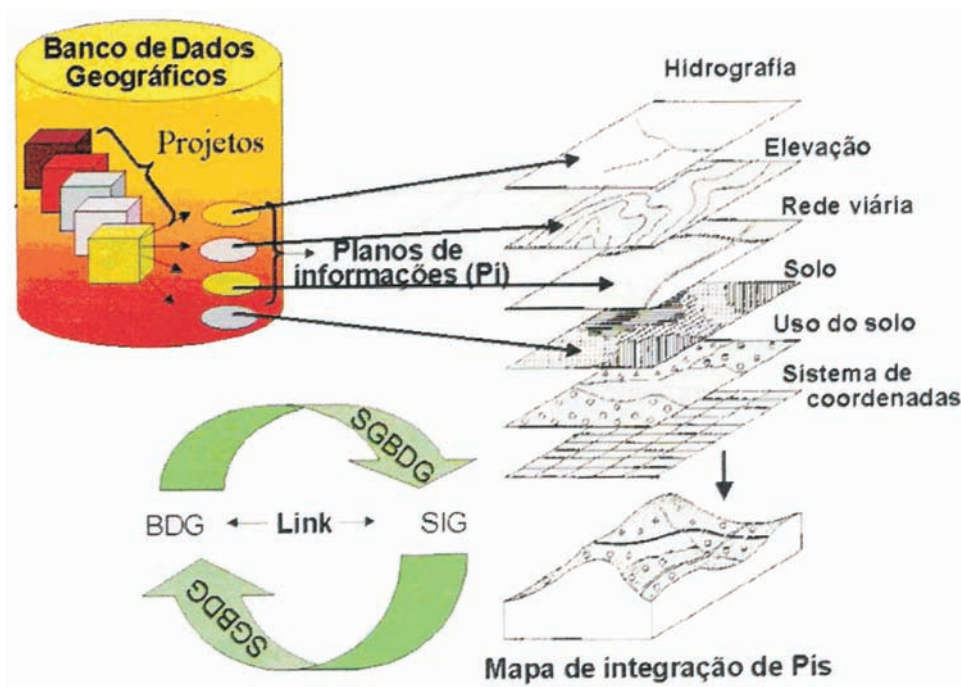 Banco de Dados
Geográficos
Projetos
Planos de
informações (Pi)
Hidrografia
Elevação
Rede viária
Solo
Uso do solo
Sistema de
coordenadas
SGBDG
BDG
Link
SIG
SGBDG
Mapa de integração de Pis